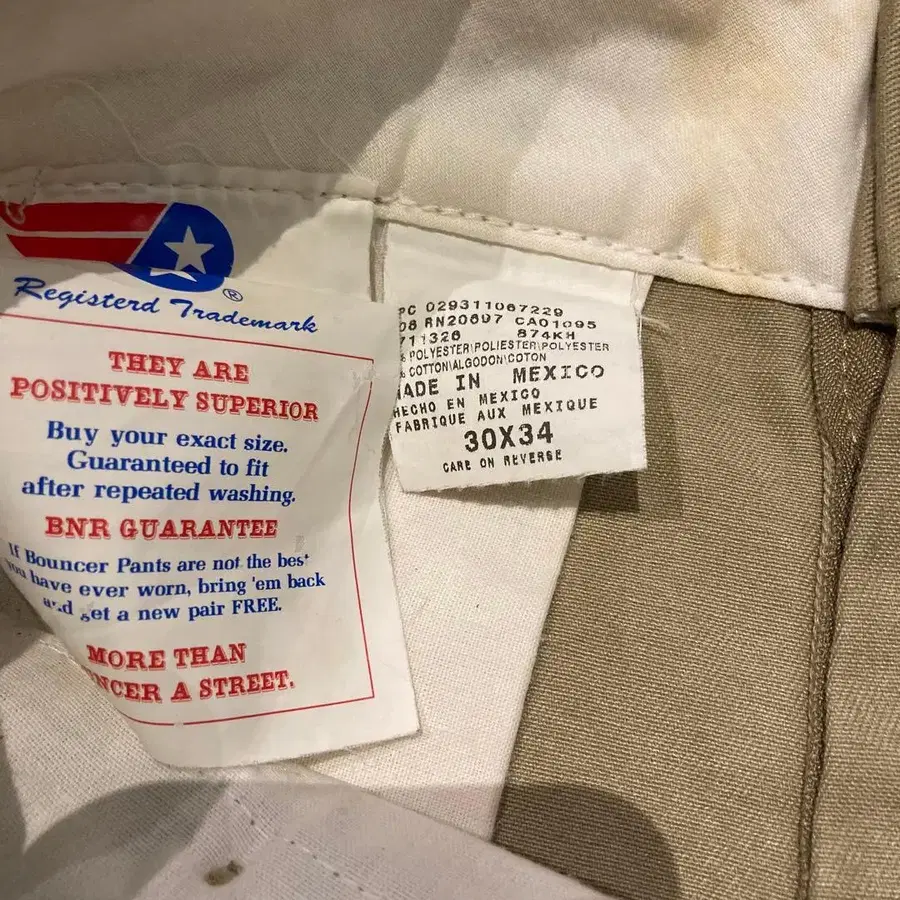 Registerd Trademark ®
THEY ARE
POSITIVELY SUPERIOR
Buy your exact size.
Guaranteed to fit
after repeated washing.
BNR GUARANTEE
If Bouncer Pants are not the best
you have ever worn, bring 'em back
and get a new pair FREE.
MORE THAN
NCER A STREET.
PC 029311067229
08 RN20697 CA01095
711326 874KH
% POLYESTER\POLIESTER\POLYESTER
% COTTON\ALGODON\COTON
MADE IN MEXICO
HECHO EN MEXICO
FABRIQUE AUX MEXIQUE
30X34
CARE ON REVERSE